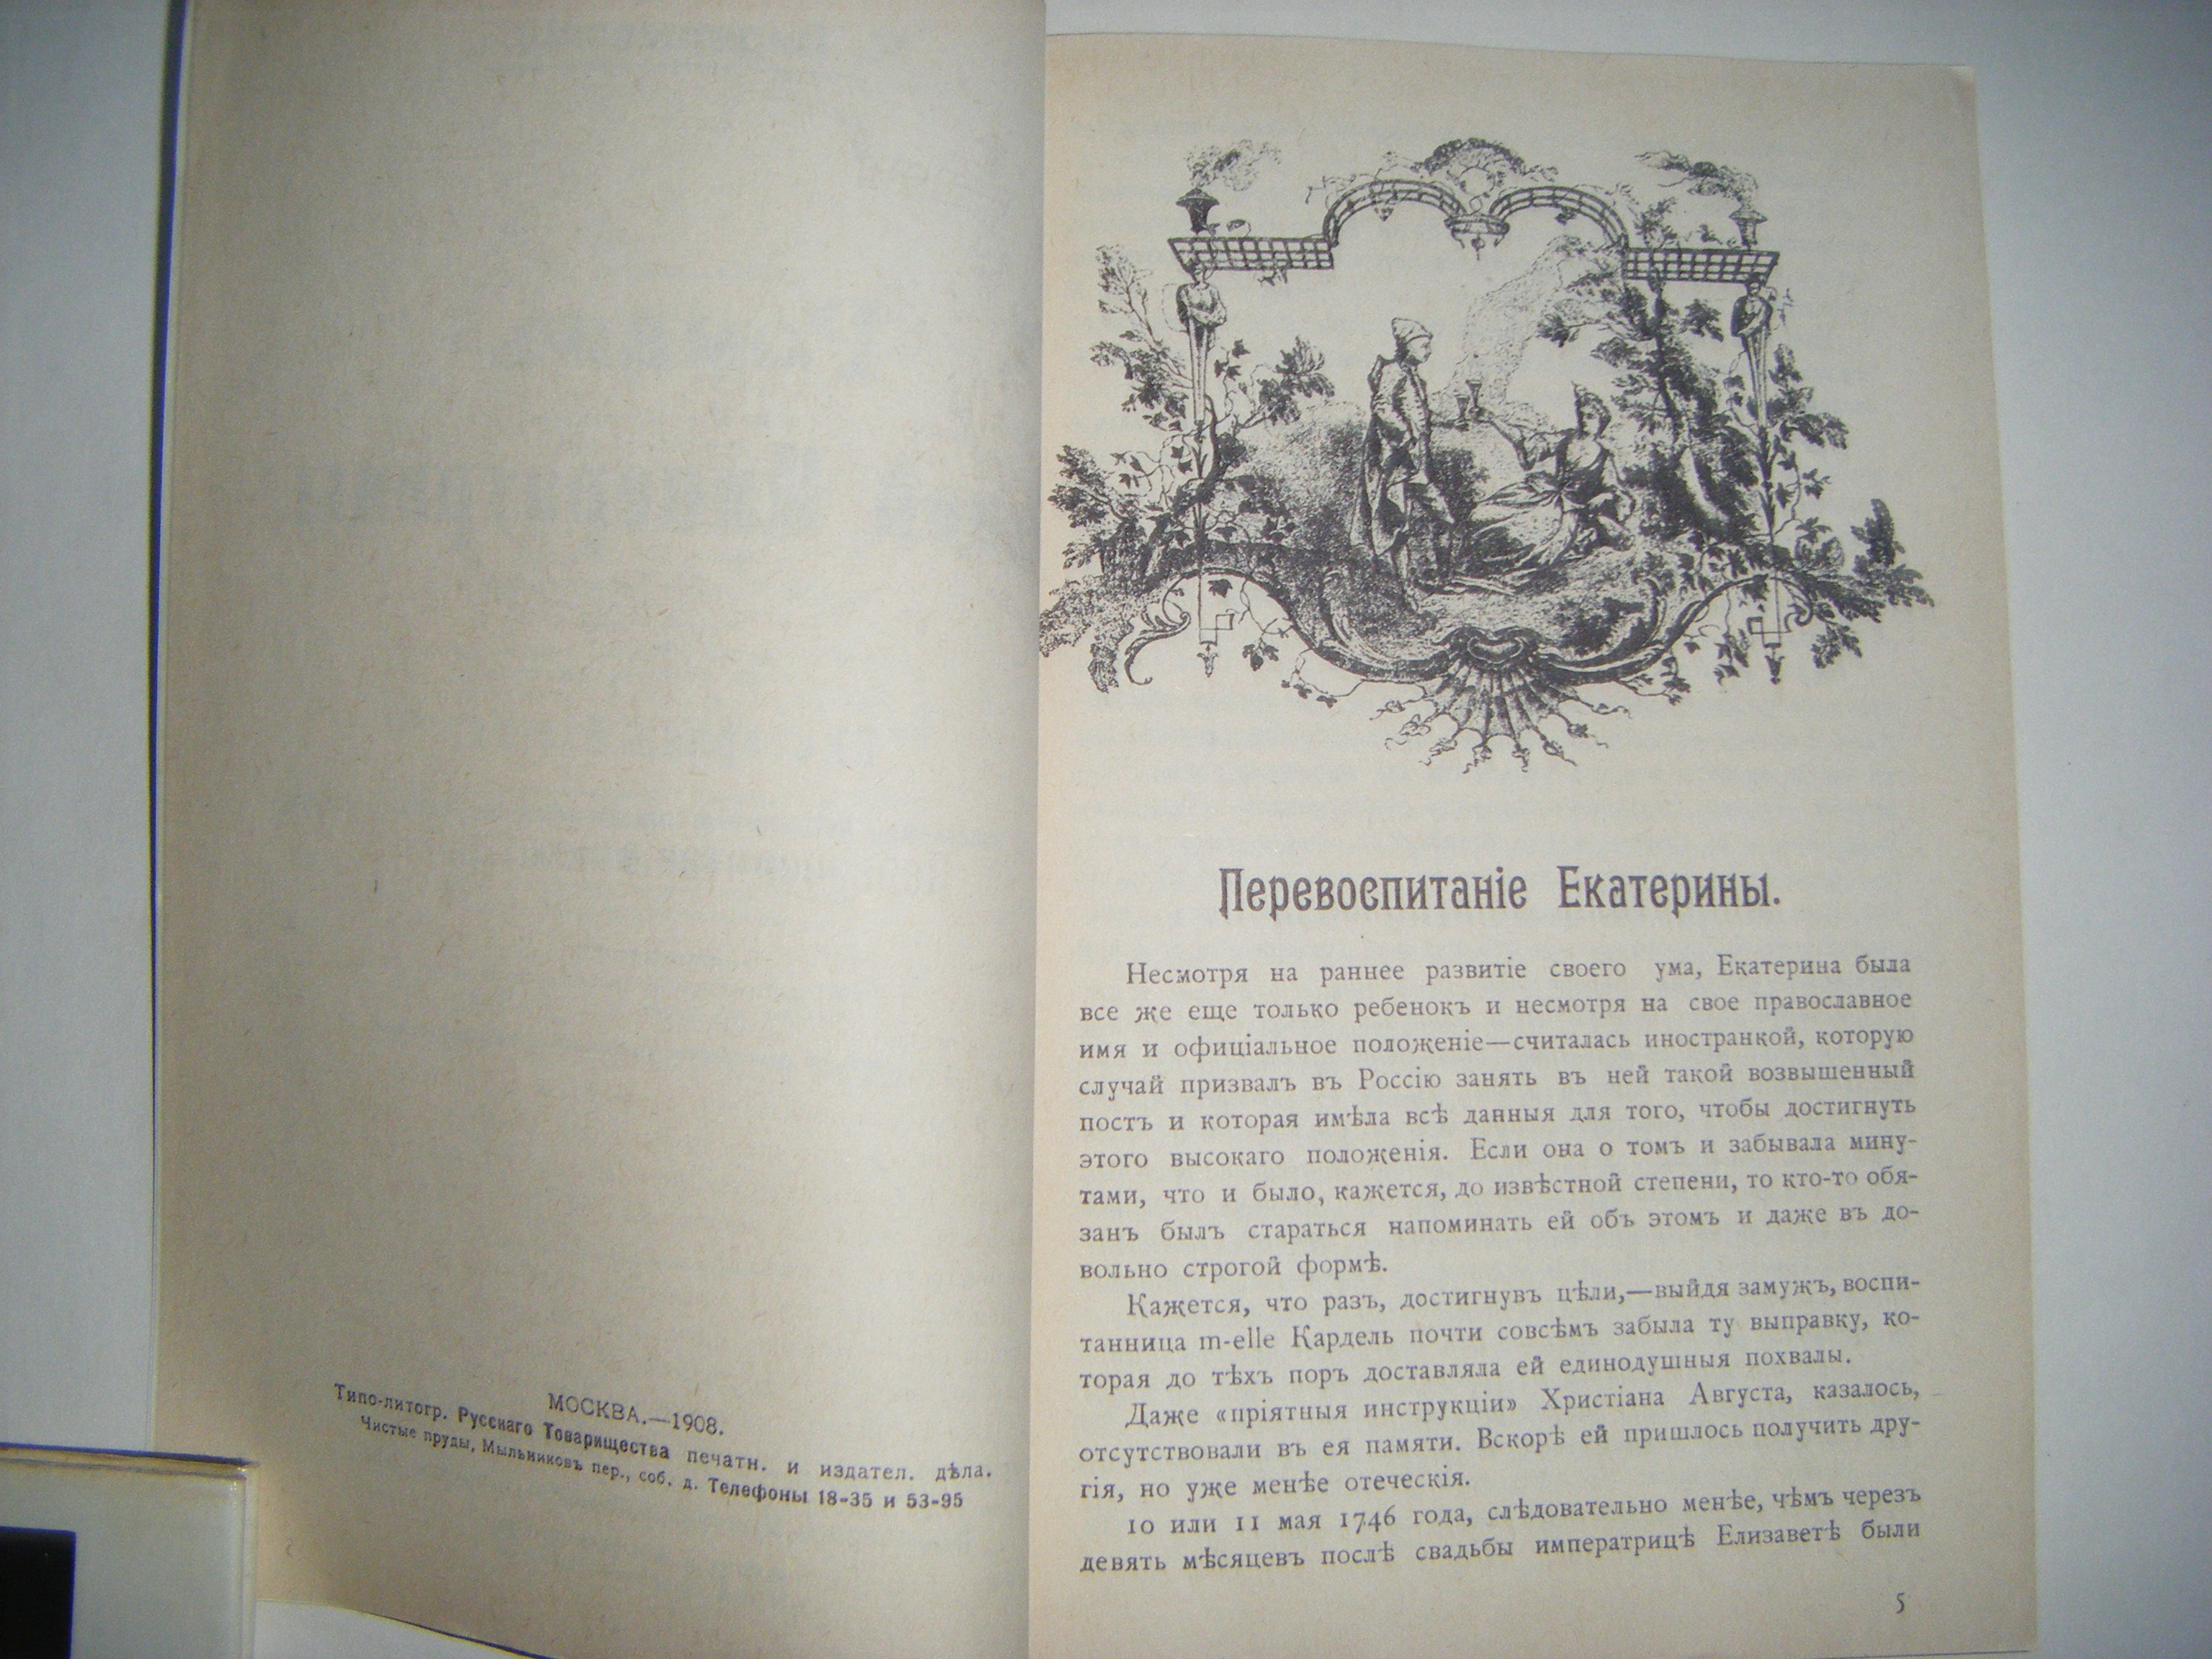 МОСКВА.—1908.
Типо-литогр. Русскаго Товарищества печатн. и издател. дѣла.
Чистые пруды, Мыльниковъ пер., соб. д. Телефоны 18-35 и 53-95
Перевоспитаніе Екатерины.
Несмотря на раннее развитіе своего ума, Екатерина была
все же еще только ребенокъ и несмотря на свое православное
имя и офиціальное положеніе—считалась иностранкой, которую
случай призвалъ въ Россію занять въ ней такой возвышенный
постъ и которая имѣла всѣ данныя для того, чтобы достигнуть
этого высокаго положенія. Если она о томъ и забывала мину-
тами, что и было, кажется, до извѣстной степени, то кто-то обя-
занъ былъ стараться напоминать ей объ этомъ и даже въ до-
вольно строгой формѣ.
Кажется, что разъ, достигнувъ цѣли,—выйдя замужъ, воспи-
танница m-elle Кардель почти совсѣмъ забыла ту выправку, ко-
торая до тѣхъ поръ доставляла ей единодушныя похвалы.
Даже «пріятныя инструкціи» Христіана Августа, казалось,
отсутствовали въ ея памяти. Вскорѣ ей пришлось получить дру-
гія, но уже менѣе отеческія.
10 или 11 мая 1746 года, слѣдовательно менѣе, чѣмъ черезъ
девять мѣсяцевъ послѣ свадьбы императрицѣ Елизаветѣ были
5